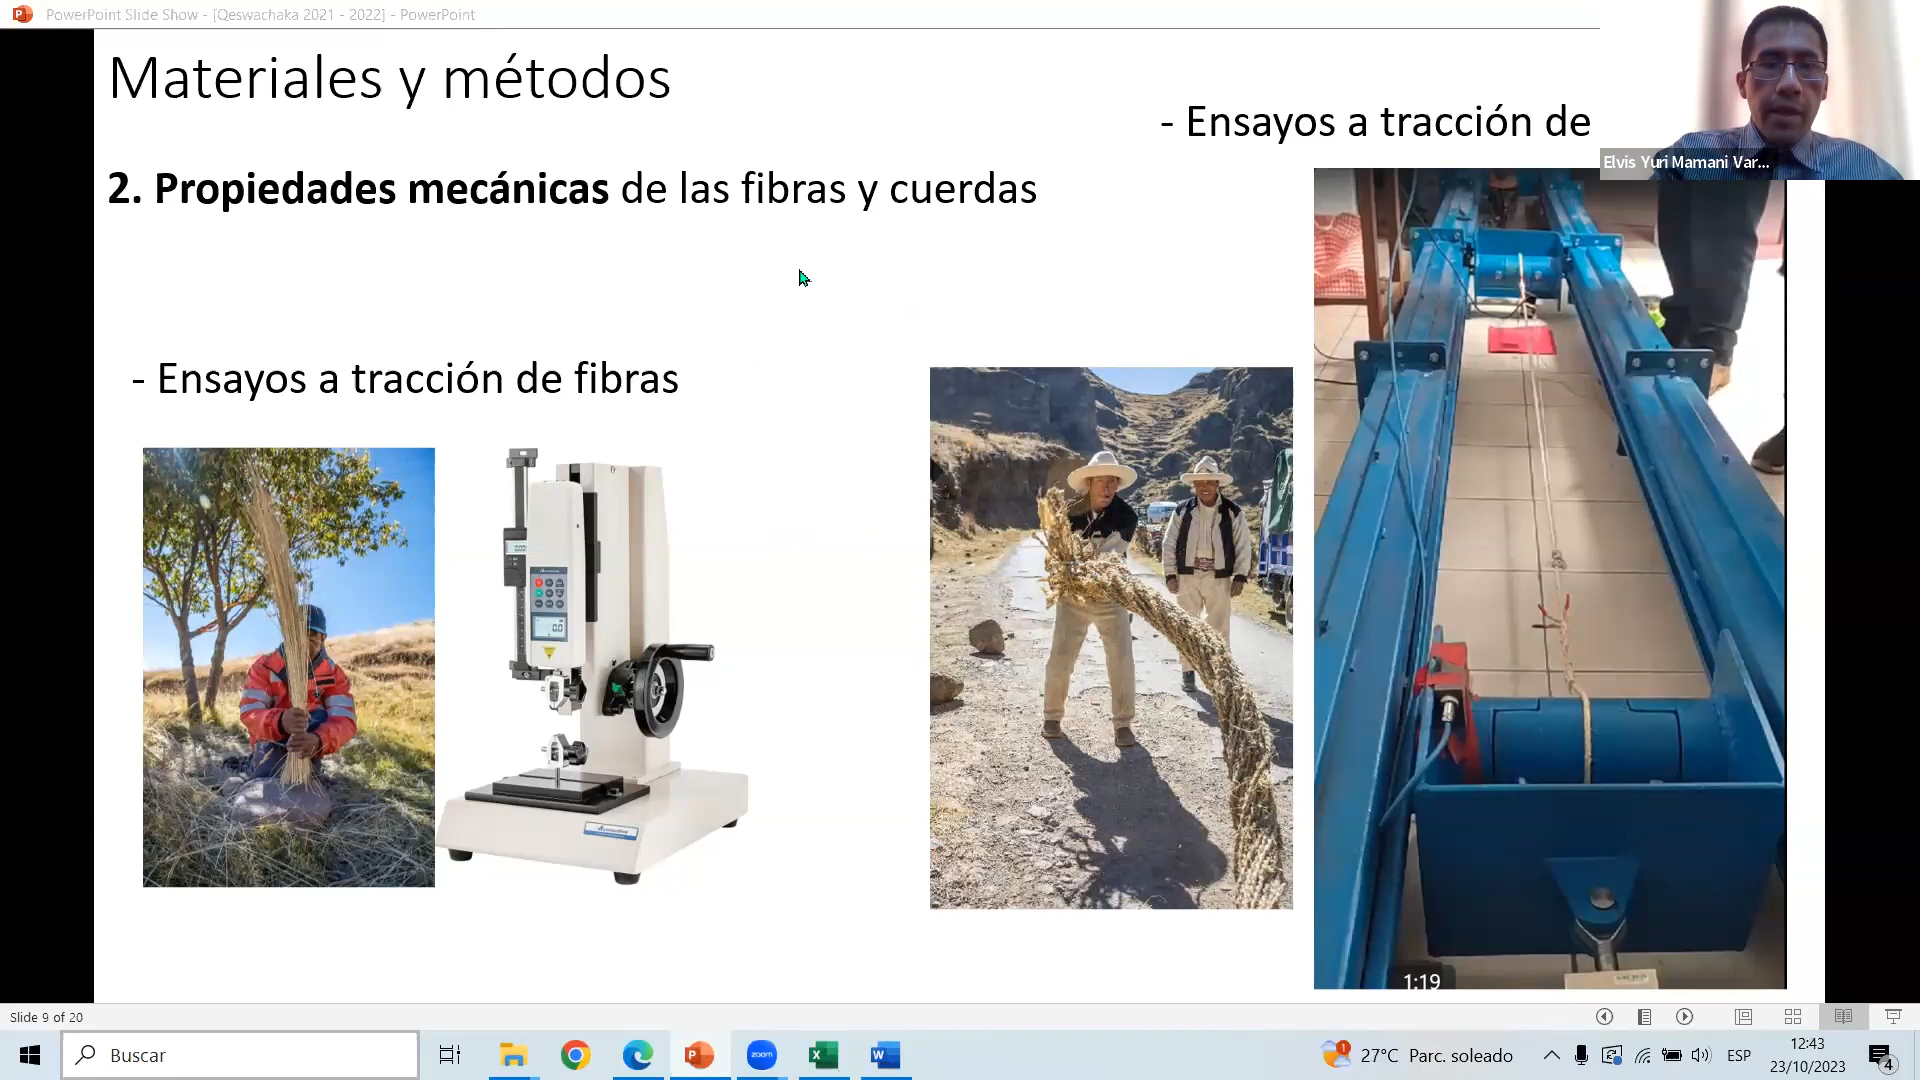 PowerPoint Slide Show - [Qeswachaka 2021 - 2022] - PowerPoint
Materiales y métodos
- Ensayos a tracción de
Elvis Yuri Mamani Var...
2. Propiedades mecánicas de las fibras y cuerdas
- Ensayos a tracción de fibras
1:19
Slide 9 of 20
Buscar
zoom
27°C Parc. soleado
ESP
12:43
23/10/2023
4